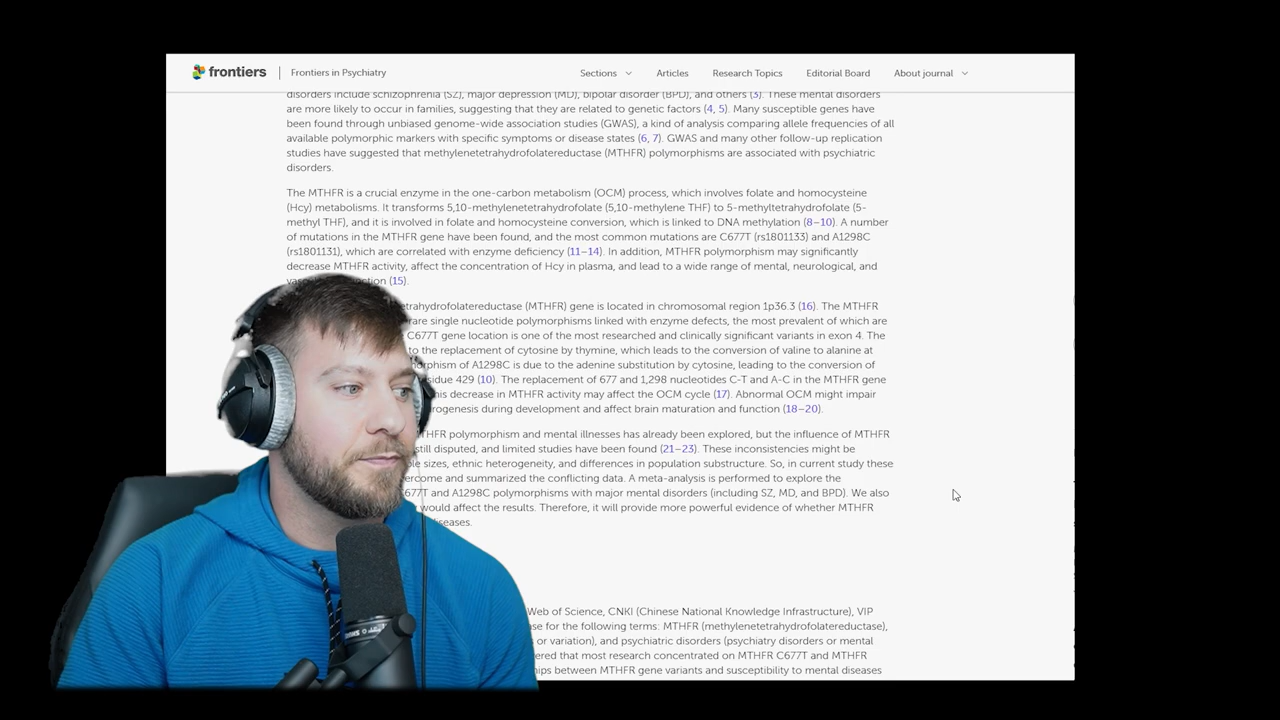 frontiers
Frontiers in Psychiatry
Sections
Articles
Research Topics
Editorial Board
About journal
disorders include schizophrenia (SZ), major depression (MD), bipolar disorder (BPD), and others (3). These mental disorders
are more likely to occur in families, suggesting that they are related to genetic factors (4, 5). Many susceptible genes have
been found through unbiased genome-wide association studies (GWAS), a kind of analysis comparing allele frequencies of all
available polymorphic markers with specific symptoms or disease states (6, 7). GWAS and many other follow-up replication
studies have suggested that methylenetetrahydrofolatereductase (MTHFR) polymorphisms are associated with psychiatric
disorders.
The MTHFR is a crucial enzyme in the one-carbon metabolism (OCM) process, which involves folate and homocysteine
(Hcy) metabolisms. It transforms 5,10-methylenetetrahydrofolate (5,10-methylene THF) to 5-methyltetrahydrofolate (5-
methyl THF), and it is involved in folate and homocysteine conversion, which is linked to DNA methylation (8–10). A number
of mutations in the MTHFR gene have been found, and the most common mutations are C677T (rs1801133) and A1298C
(rs1801131), which are correlated with enzyme deficiency (11–14). In addition, MTHFR polymorphism may significantly
decrease MTHFR activity, affect the concentration of Hcy in plasma, and lead to a wide range of mental, neurological, and
(15).
(MTHFR) gene is located in chromosomal region 1p36.3 (16). The MTHFR
rare single nucleotide polymorphisms linked with enzyme defects, the most prevalent of which are
C677T gene location is one of the most researched and clinically significant variants in exon 4. The
to the replacement of cytosine by thymine, which leads to the conversion of valine to alanine at
of A1298C is due to the adenine substitution by cytosine, leading to the conversion of
429 (10). The replacement of 677 and 1,298 nucleotides C-T and A-C in the MTHFR gene
decrease in MTHFR activity may affect the OCM cycle (17). Abnormal OCM might impair
during development and affect brain maturation and function (18–20).
MTHFR polymorphism and mental illnesses has already been explored, but the influence of MTHFR
still disputed, and limited studies have been found (21–23). These inconsistencies might be
sizes, ethnic heterogeneity, and differences in population substructure. So, in current study these
and summarized the conflicting data. A meta-analysis is performed to explore the
and A1298C polymorphisms with major mental disorders (including SZ, MD, and BPD). We also
would affect the results. Therefore, it will provide more powerful evidence of whether MTHFR
Web of Science, CNKI (Chinese National Knowledge Infrastructure), VIP
for the following terms: MTHFR (methylenetetrahydrofolatereductase),
or variation), and psychiatric disorders (psychiatry disorders or mental
that most research concentrated on MTHFR C677T and MTHFR
between MTHFR gene variants and susceptibility to mental diseases